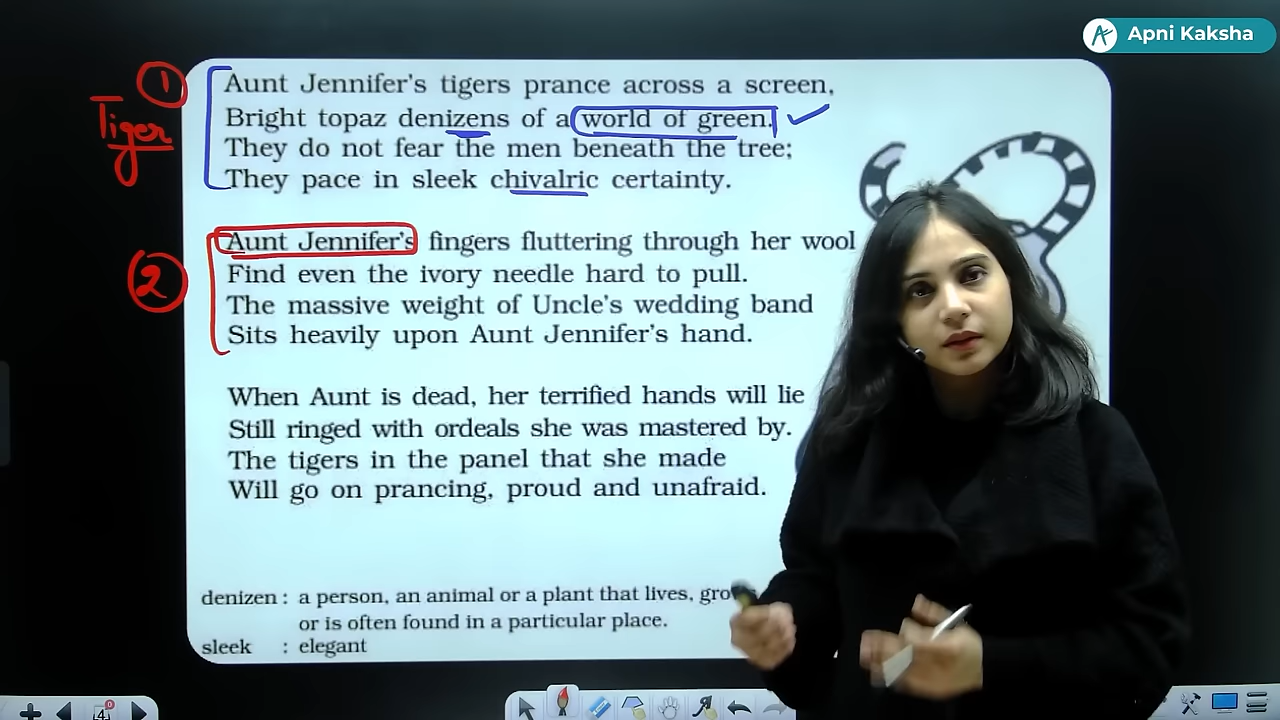 Apni Kaksha
1
Tiger
Aunt Jennifer's tigers prance across a screen,
Bright topaz denizens of a world of green.
They do not fear the men beneath the tree;
They pace in sleek chivalric certainty.
2
Aunt Jennifer's fingers fluttering through her wool
Find even the ivory needle hard to pull.
The massive weight of Uncle's wedding band
Sits heavily upon Aunt Jennifer's hand.
When Aunt is dead, her terrified hands will lie
Still ringed with ordeals she was mastered by.
The tigers in the panel that she made
Will go on prancing, proud and unafraid.
denizen : a person, an animal or a plant that lives,
or is often found in a particular place.
sleek : elegant
4